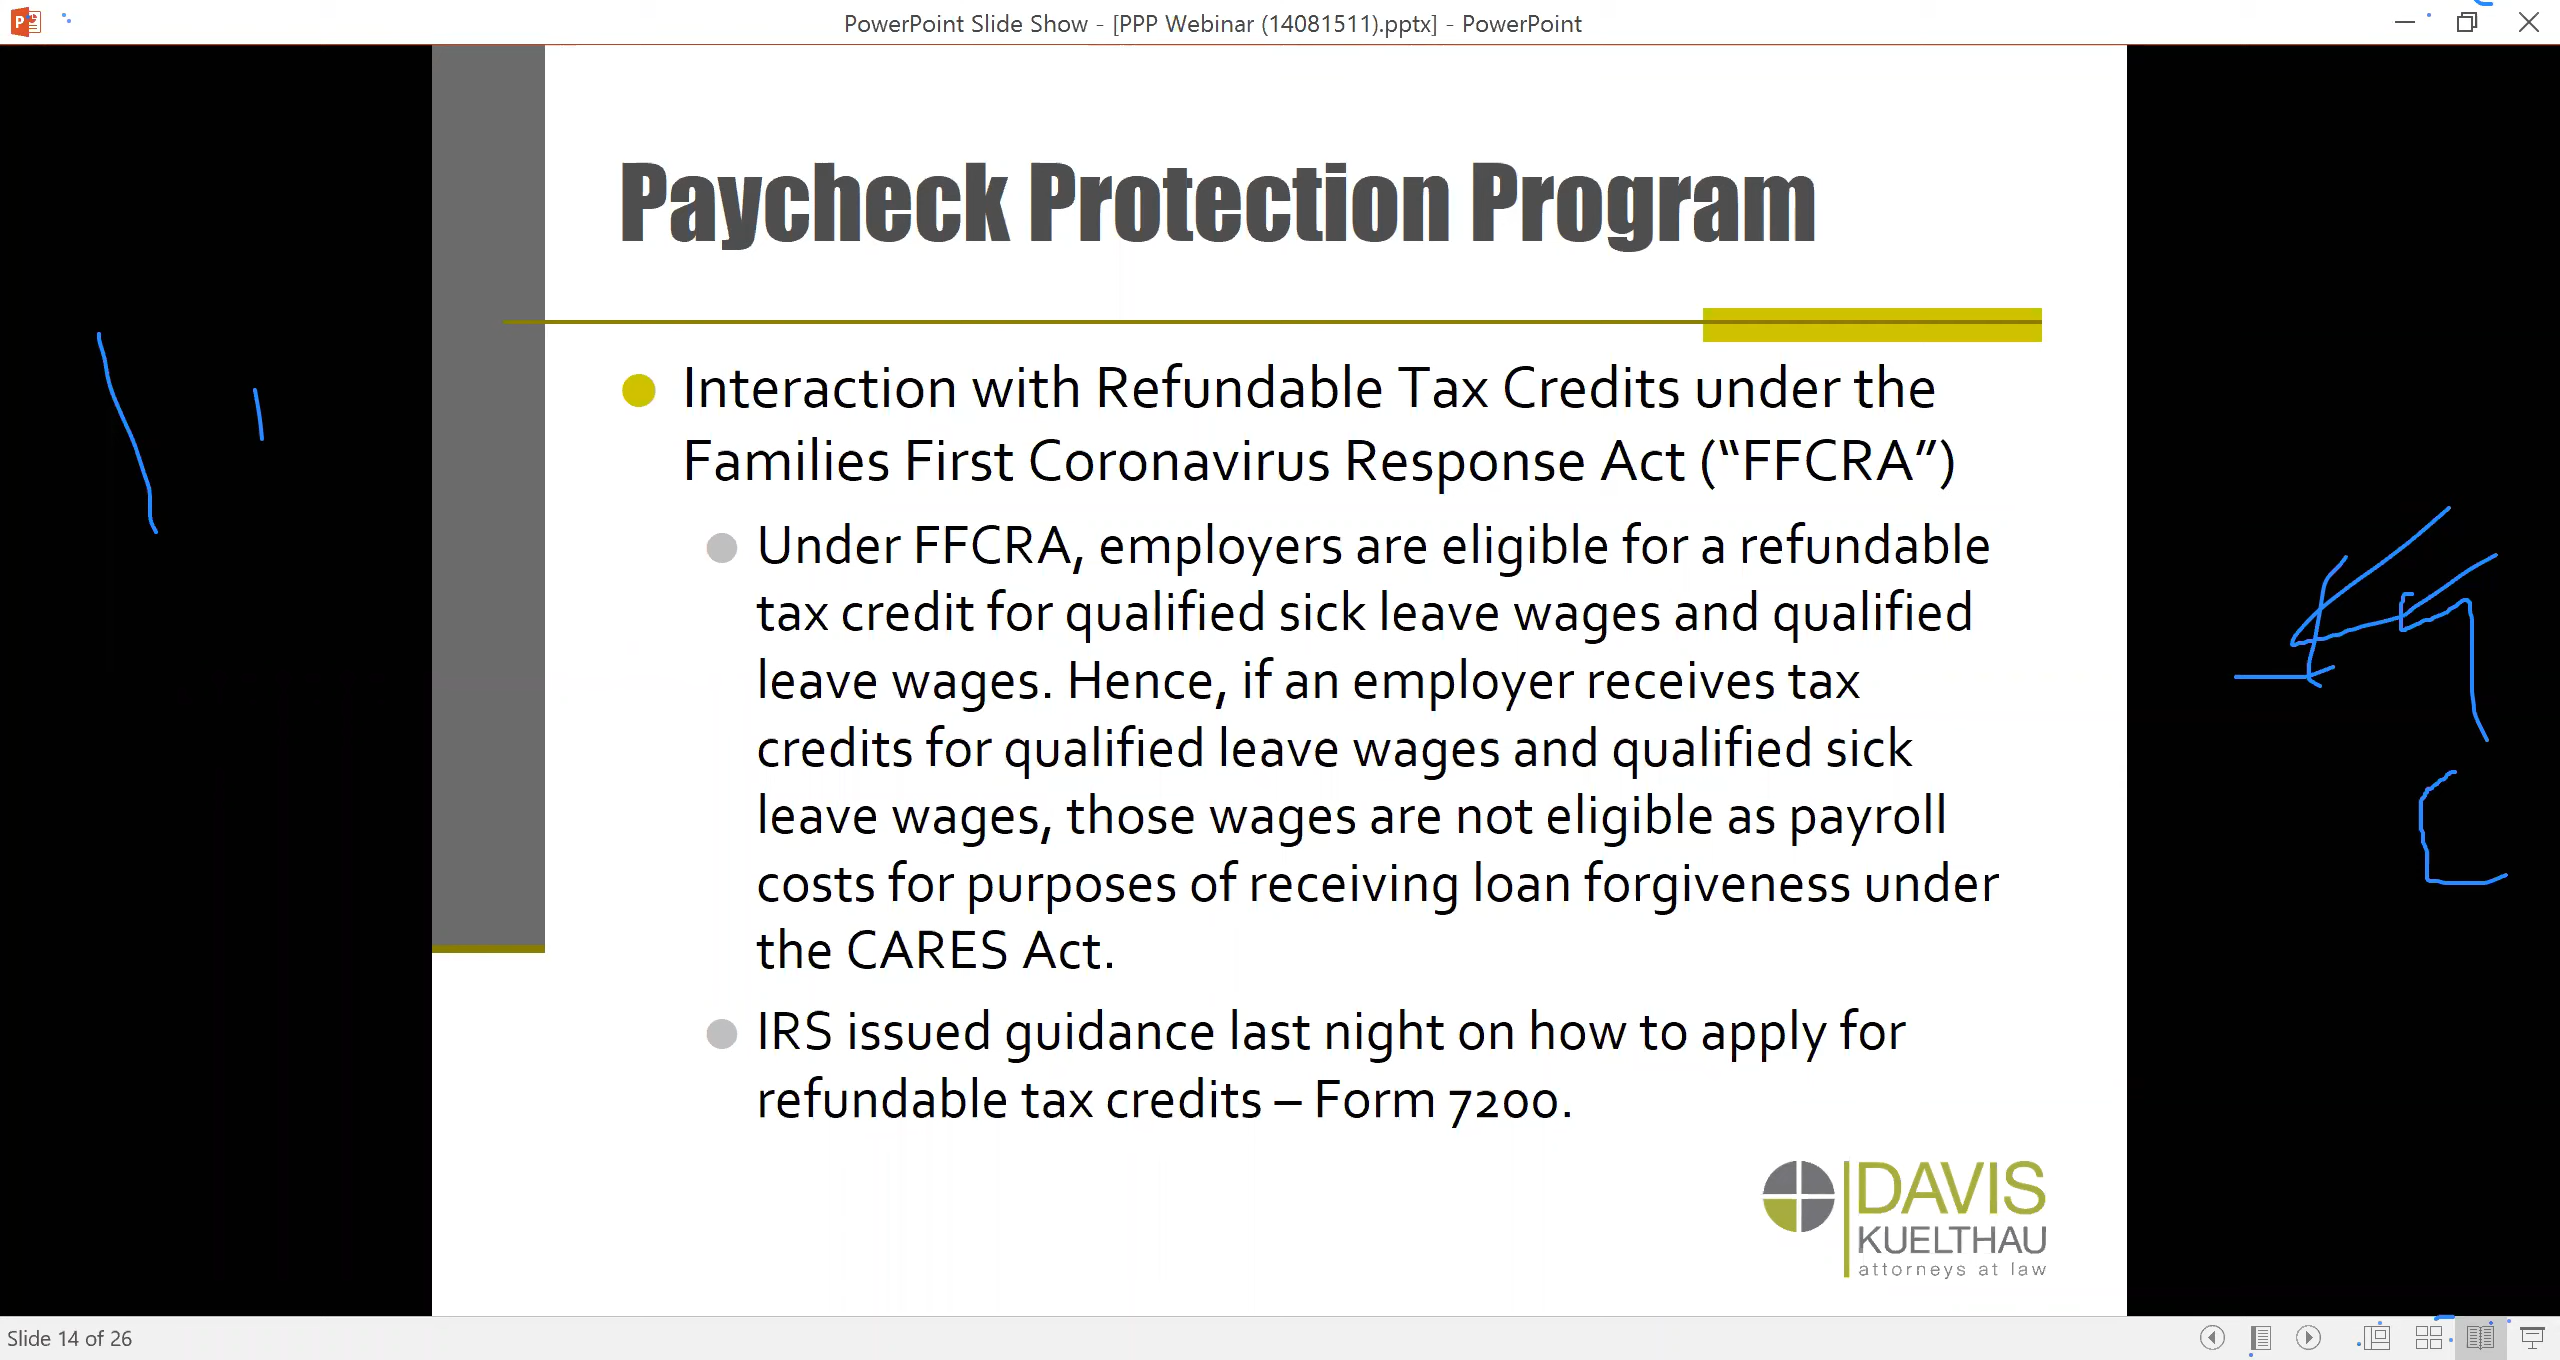 PowerPoint Slide Show - [PPP Webinar (14081511).pptx] - PowerPoint
Paycheck Protection Program
Interaction with Refundable Tax Credits under the
Families First Coronavirus Response Act (“FFCRA”)
Under FFCRA, employers are eligible for a refundable
tax credit for qualified sick leave wages and qualified
leave wages. Hence, if an employer receives tax
credits for qualified leave wages and qualified sick
leave wages, those wages are not eligible as payroll
costs for purposes of receiving loan forgiveness under
the CARES Act.
IRS issued guidance last night on how to apply for
refundable tax credits – Form 7200.
DAVIS
KUELTHAU
attorneys at law
Slide 14 of 26